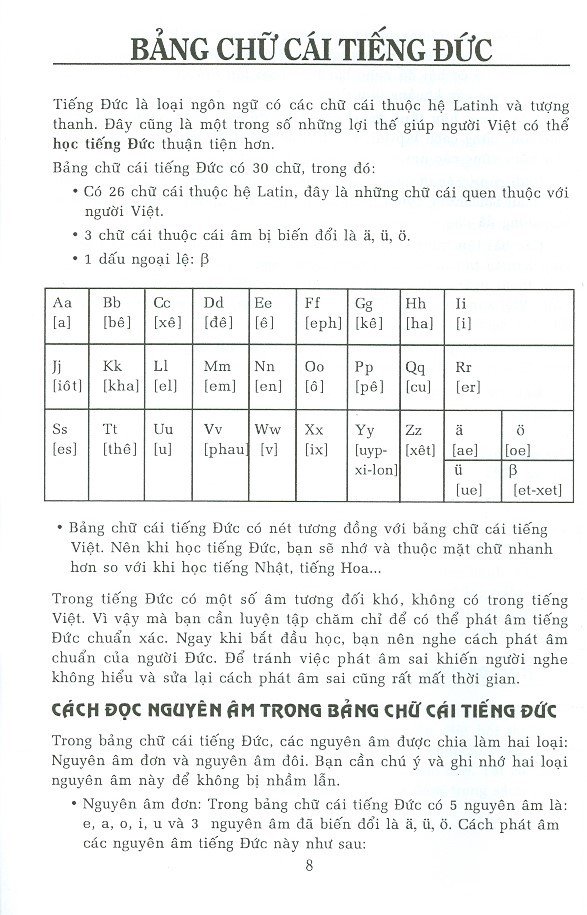 BẢNG CHỮ CÁI TIẾNG ĐỨC
Tiếng Đức là loại ngôn ngữ có các chữ cái thuộc hệ Latinh và tượng
thanh. Đây cũng là một trong số những lợi thế giúp người Việt có thể
học tiếng Đức thuận tiện hơn.
Bảng chữ cái tiếng Đức có 30 chữ, trong đó:
• Có 26 chữ cái thuộc hệ Latin, đây là những chữ cái quen thuộc với
người Việt.
• 3 chữ cái thuộc cái âm bị biến đổi là ä, ü, ö.
• 1 dấu ngoại lệ: β
Aa Bb Cc Dd Ee Ff Gg Hh Ii
[a] [bê] [xê] [đê] [ê] [eph] [kê] [ha] [i]
Jj Kk Ll Mm Nn Oo Pp Qq Rr
[iôt] [kha] [el] [em] [en] [ô] [pê] [cu] [er]
Ss Tt Uu Vv Ww Xx Yy Zz ä ö
[es] [thê] [u] [phau] [v] [ix] [uyp- [xêt] [ae] [oe]
xi-lon] ü β
[ue] [et-xet]
• Bảng chữ cái tiếng Đức có nét tương đồng với bảng chữ cái tiếng
Việt. Nên khi học tiếng Đức, bạn sẽ nhớ và thuộc mặt chữ nhanh
hơn so với khi học tiếng Nhật, tiếng Hoa...
Trong tiếng Đức có một số âm tương đối khó, không có trong tiếng
Việt. Vì vậy mà bạn cần luyện tập chăm chỉ để có thể phát âm tiếng
Đức chuẩn xác. Ngay khi bắt đầu học, bạn nên nghe cách phát âm
chuẩn của người Đức. Để tránh việc phát âm sai khiến người nghe
không hiểu và sửa lại cách phát âm sai cũng rất mất thời gian.
CÁCH ĐỌC NGUYÊN ÂM TRONG BẢNG CHỮ CÁI TIẾNG ĐỨC
Trong bảng chữ cái tiếng Đức, các nguyên âm được chia làm hai loại:
Nguyên âm đơn và nguyên âm đôi. Bạn cần chú ý và ghi nhớ hai loại
nguyên âm này để không bị nhầm lẫn.
• Nguyên âm đơn: Trong bảng chữ cái tiếng Đức có 5 nguyên âm là:
e, a, o, i, u và 3 nguyên âm đã biến đổi là ä, ü, ö. Cách phát âm
các nguyên âm tiếng Đức này như sau:
8